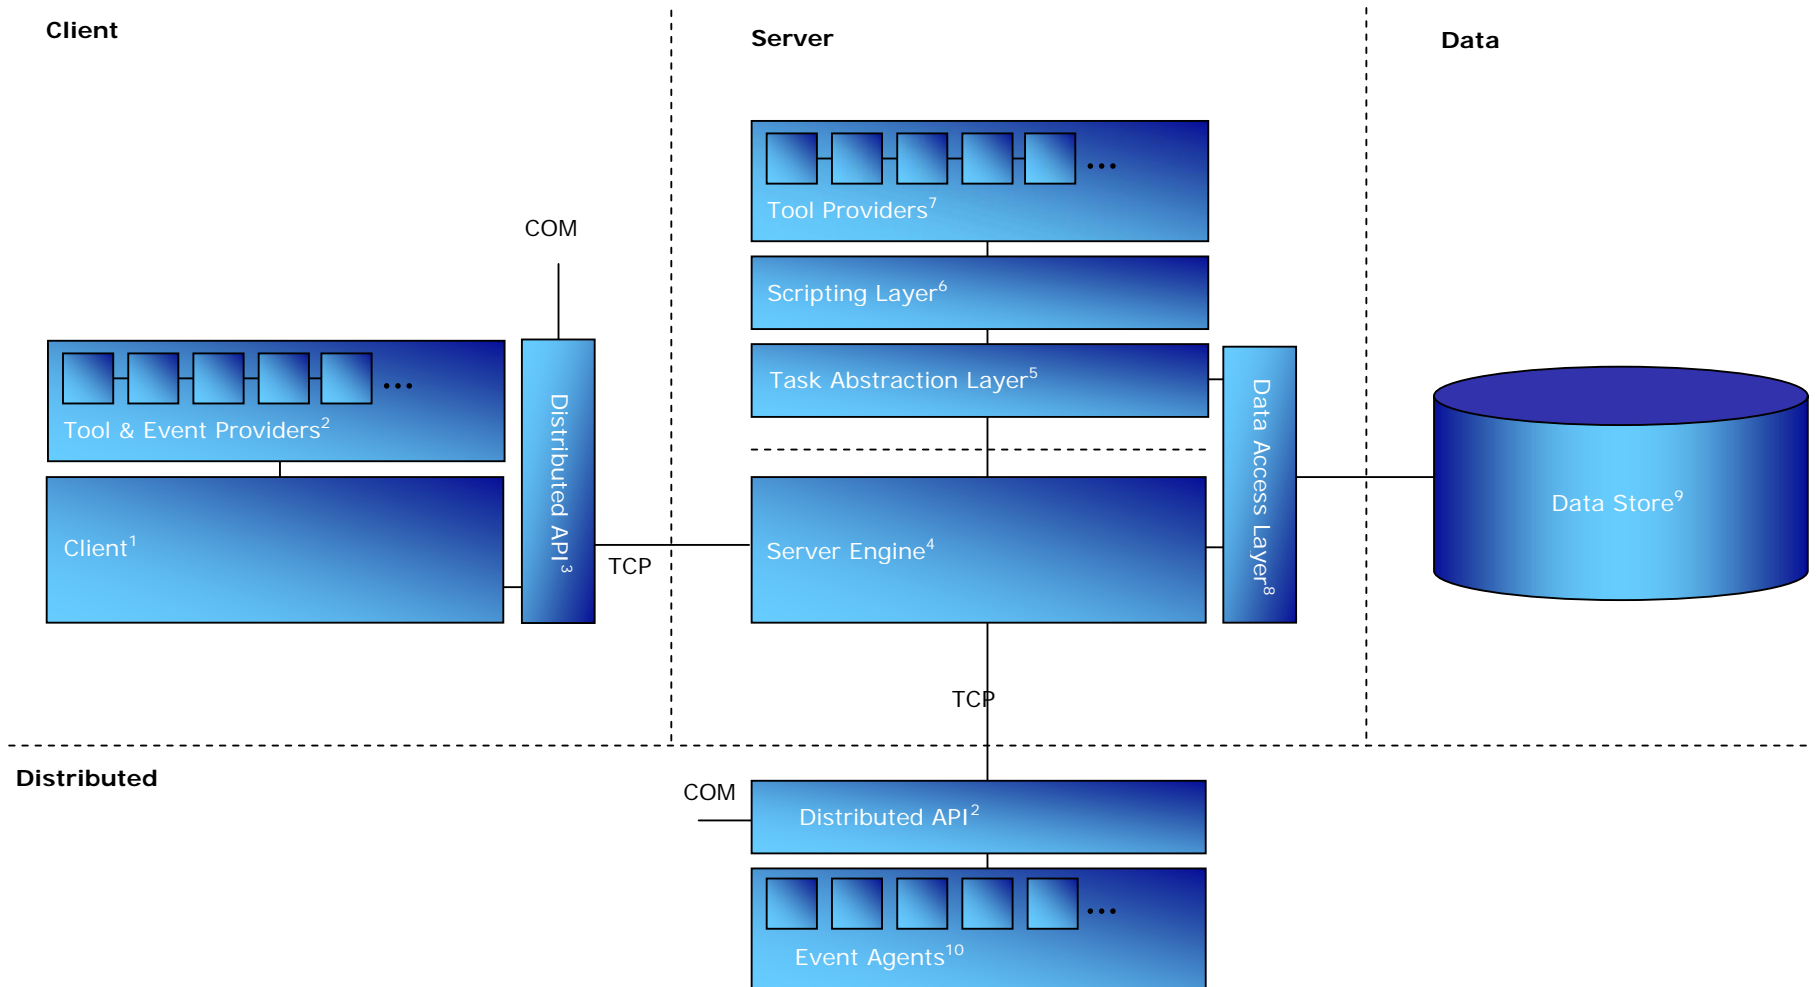 Client
Server
Data
Tool Providers7
COM
Scripting Layer6
Task Abstraction Layer5
Tool & Event Providers2
Distributed API3
Data Access Layer8
Data Store9
Client1
TCP
Server Engine4
TCP
Distributed
COM
Distributed API2
Event Agents10